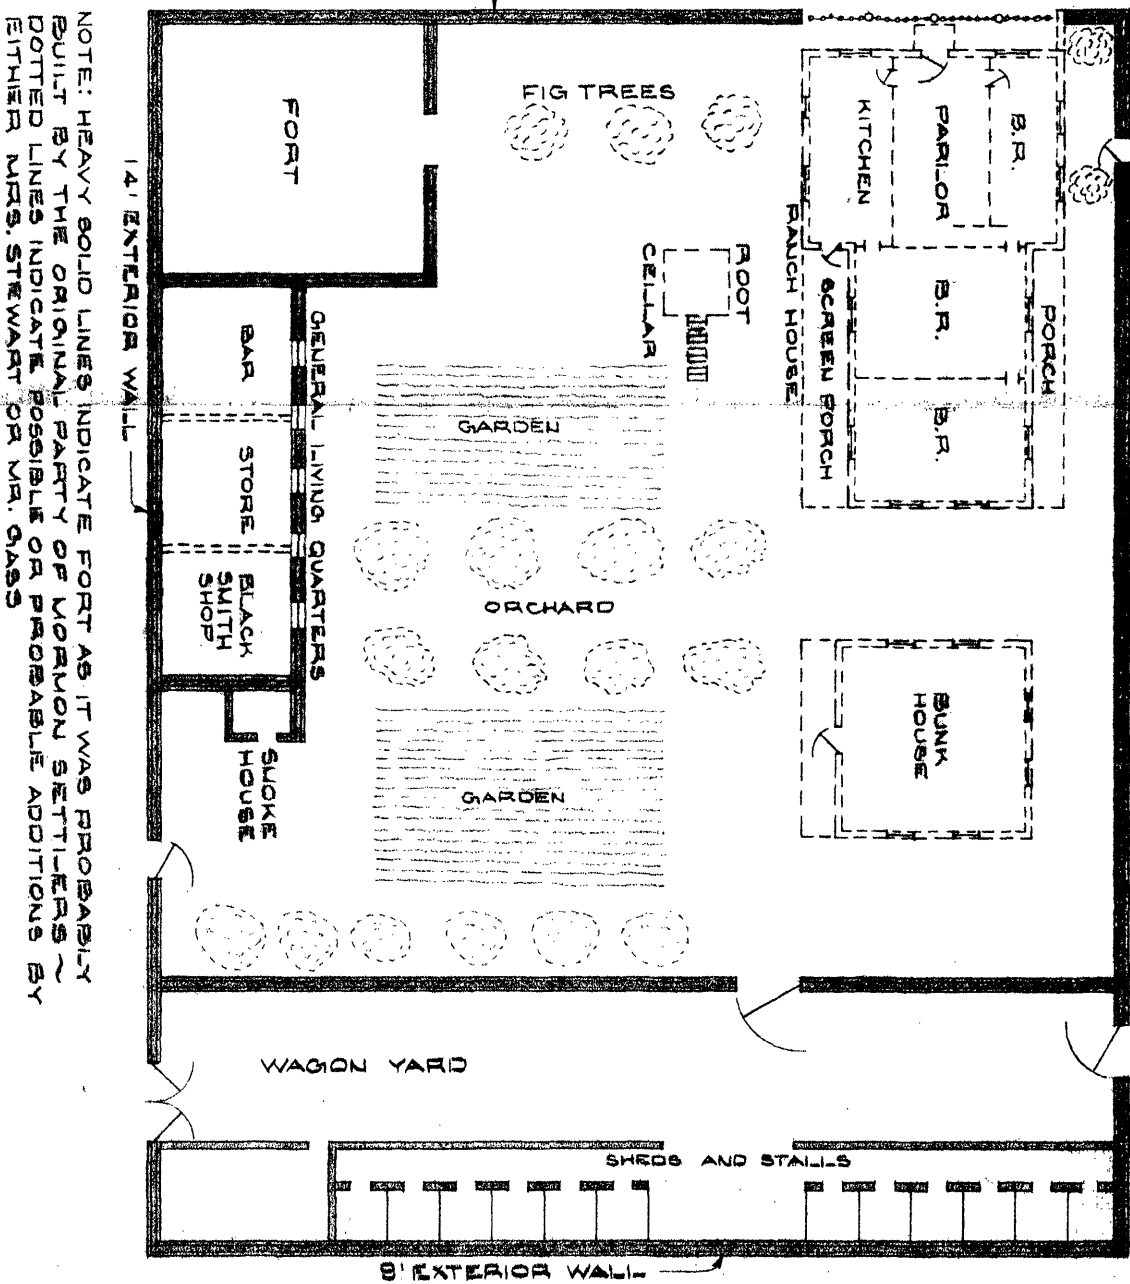 FIG TREES
FORT
KITCHEN
PARLOR
B.R.
RANCH HOUSE
ROOT
CELLAR
SCREEN PORCH
B.R.
B.R.
PORCH
GENERAL LIVING QUARTERS
BAR
STORE
BLACK
SMITH
SHOP
GARDEN
ORCHARD
GARDEN
BUNK
HOUSE
SMOKE
HOUSE
WAGON YARD
SHEDS AND STALLS
9' EXTERIOR WALL
14' EXTERIOR WALL
NOTE: HEAVY SOLID LINES INDICATE FORT AS IT WAS PROBABLY
BUILT BY THE ORIGINAL PARTY OF MORMON SETTLERS ~
DOTTED LINES INDICATE POSSIBLE OR PROBABLE ADDITIONS BY
EITHER MRS. STEWART OR MR. GASS